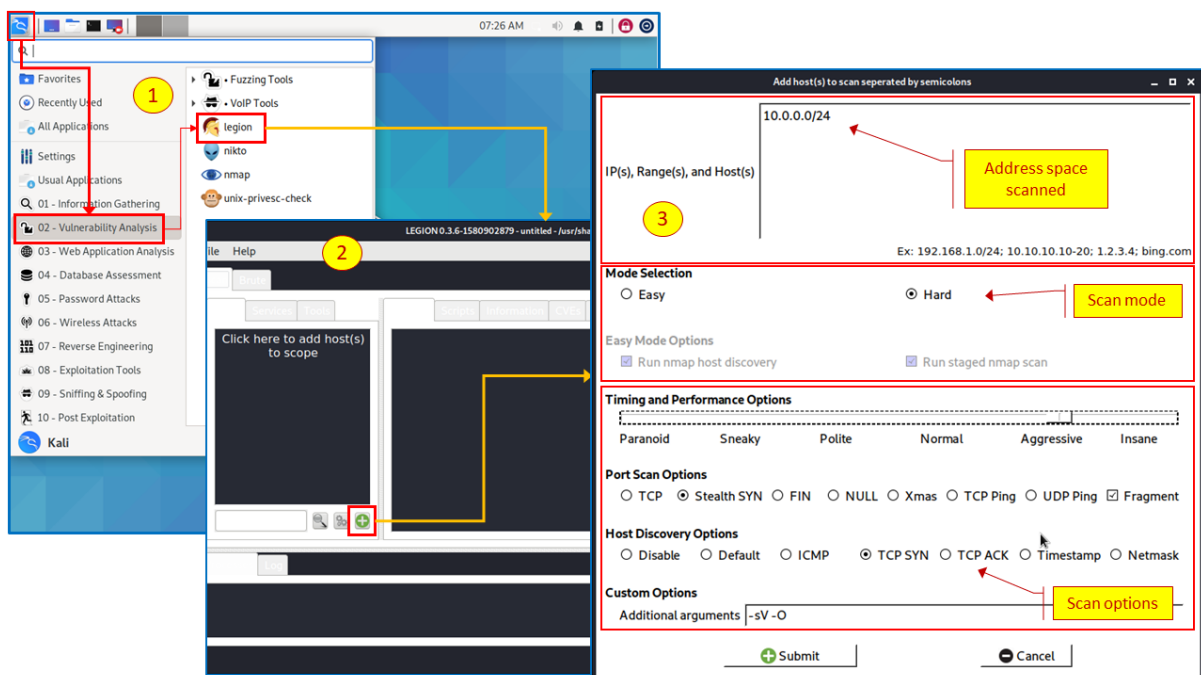 07:26 AM
Favorites
Recently Used
All Applications
Settings
Usual Applications
01 - Information Gathering
02 - Vulnerability Analysis
03 - Web Application Analysis
04 - Database Assessment
05 - Password Attacks
06 - Wireless Attacks
07 - Reverse Engineering
08 - Exploitation Tools
09 - Sniffing & Spoofing
10 - Post Exploitation
Kali
1
• Fuzzing Tools
• VoIP Tools
legion
nikto
nmap
unix-privesc-check
LEGION 0.3.6-1580902879 - untitled - /usr/sha
ile Help
2
Brute
Services Tools
Scripts Information CVEs
Click here to add host(s)
to scope
Log
Add host(s) to scan seperated by semicolons
10.0.0.0/24
IP(s), Range(s), and Host(s)
Address space
scanned
3
Ex: 192.168.1.0/24; 10.10.10.10-20; 1.2.3.4; bing.com
Mode Selection
Easy Hard
Scan mode
Easy Mode Options
Run nmap host discovery Run staged nmap scan
Timing and Performance Options
Paranoid Sneaky Polite Normal Aggressive Insane
Port Scan Options
TCP Stealth SYN FIN NULL Xmas TCP Ping UDP Ping Fragment
Host Discovery Options
Disable Default ICMP TCP SYN TCP ACK Timestamp Netmask
Custom Options
Additional arguments -sV -O
Scan options
Submit Cancel